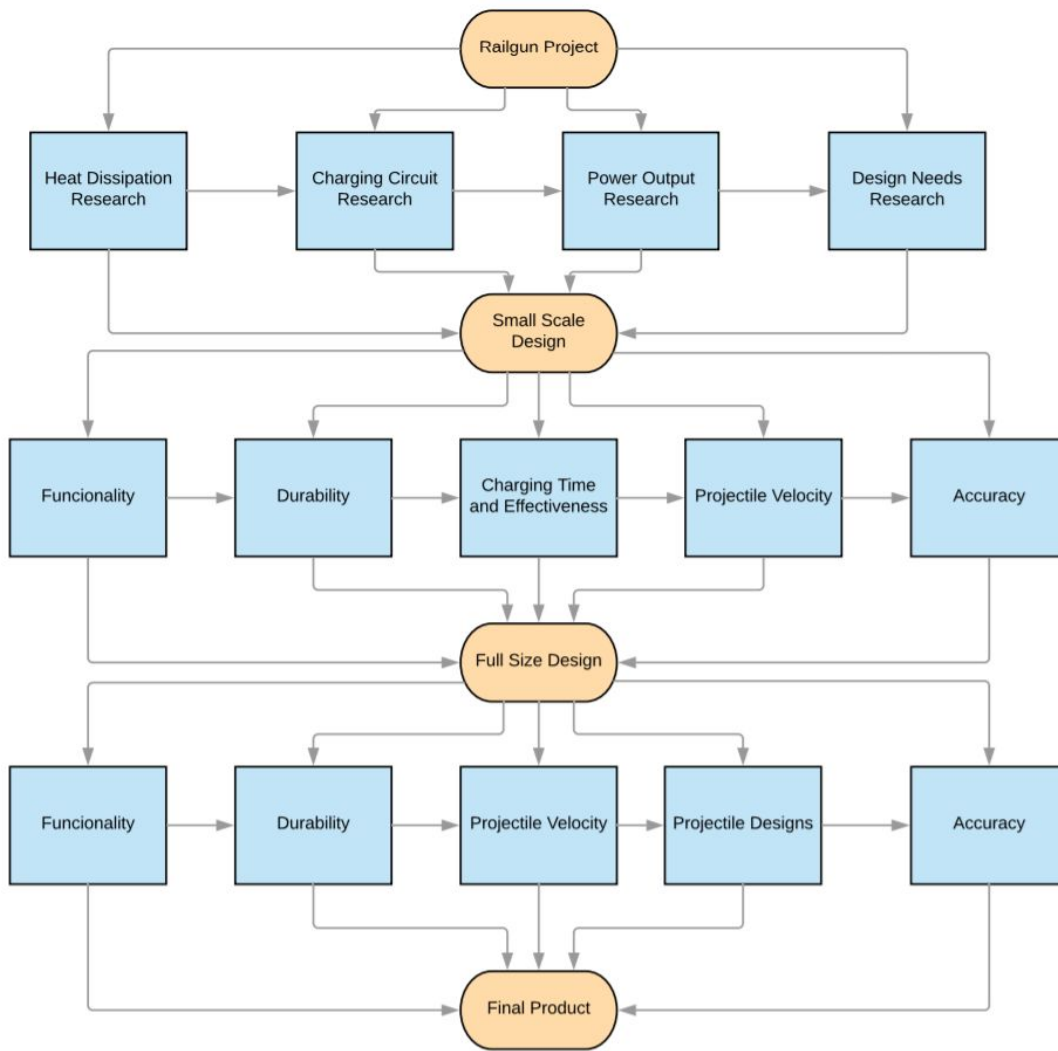 Railgun Project
Heat Dissipation
Research
Charging Circuit
Research
Power Output
Research
Design Needs
Research
Small Scale
Design
Funcionality
Durability
Charging Time
and Effectiveness
Projectile Velocity
Accuracy
Full Size Design
Funcionality
Durability
Projectile Velocity
Projectile Designs
Accuracy
Final Product